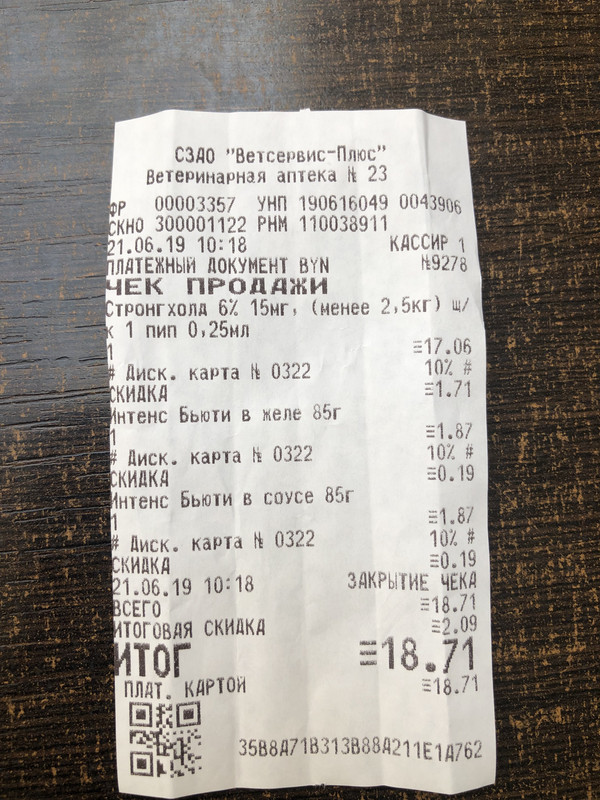 СЗАО "Ветсервис-Плюс"
Ветеринарная аптека № 23
ФР 00003357 УНП 190616049 0043906
СКНО 300001122 РНМ 110038911
21.06.19 10:18 КАССИР 1
ПЛАТЕЖНЫЙ ДОКУМЕНТ BYN №9278
ЧЕК ПРОДАЖИ
Стронгхолд 6% 15мг, (менее 2,5кг) щ/
к 1 пип 0,25мл
1 =17.06
# Диск. карта № 0322 10% #
СКИДКА =1.71
Интенс Бьюти в желе 85г
1 =1.87
# Диск. карта № 0322 10% #
СКИДКА =0.19
Интенс Бьюти в соусе 85г
1 =1.87
# Диск. карта № 0322 10% #
СКИДКА =0.19
21.06.19 10:18 ЗАКРЫТИЕ ЧЕКА
ВСЕГО =18.71
ИТОГОВАЯ СКИДКА =2.09
ИТОГ =18.71
ПЛАТ. КАРТОЙ =18.71
35B8A71B313B88A211E1A762